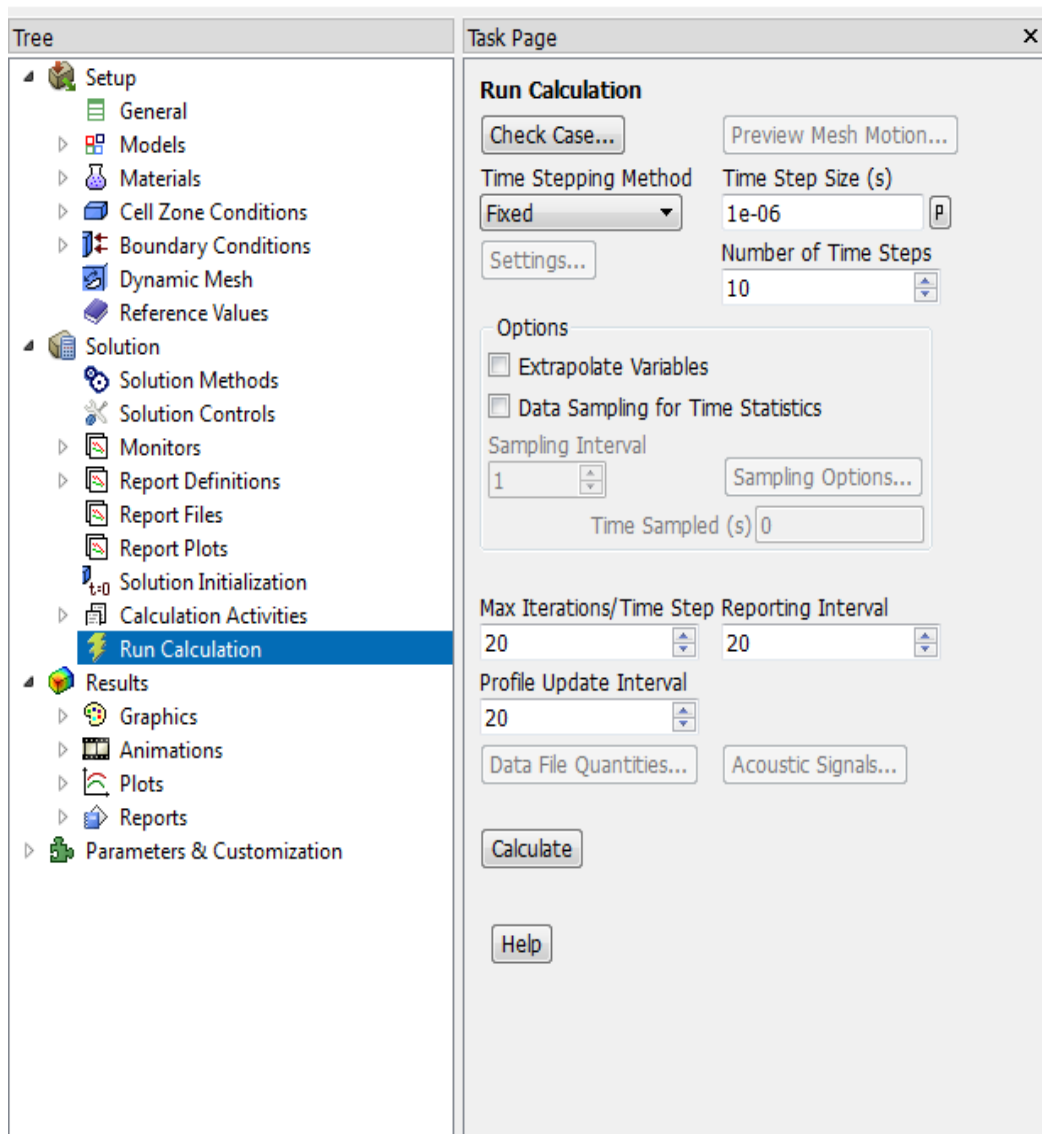 Tree
Setup
General
Models
Materials
Cell Zone Conditions
Boundary Conditions
Dynamic Mesh
Reference Values
Solution
Solution Methods
Solution Controls
Monitors
Report Definitions
Report Files
Report Plots
t=0 Solution Initialization
Calculation Activities
Run Calculation
Results
Graphics
Animations
Plots
Reports
Parameters & Customization
Task Page
Run Calculation
Check Case... Preview Mesh Motion...
Time Stepping Method Time Step Size (s)
Fixed 1e-06 P
Settings... Number of Time Steps
10
Options
Extrapolate Variables
Data Sampling for Time Statistics
Sampling Interval
1 Sampling Options...
Time Sampled (s) 0
Max Iterations/Time Step Reporting Interval
20 20
Profile Update Interval
20
Data File Quantities... Acoustic Signals...
Calculate
Help